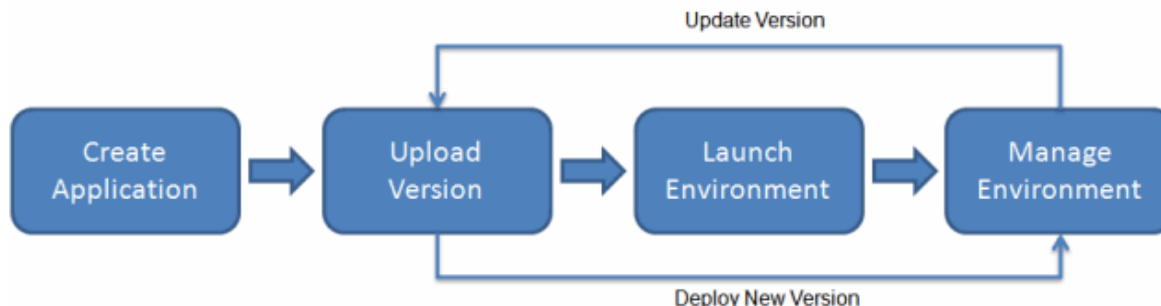 Update Version
Create
Application
Upload
Version
Launch
Environment
Manage
Environment
Deploy New Version